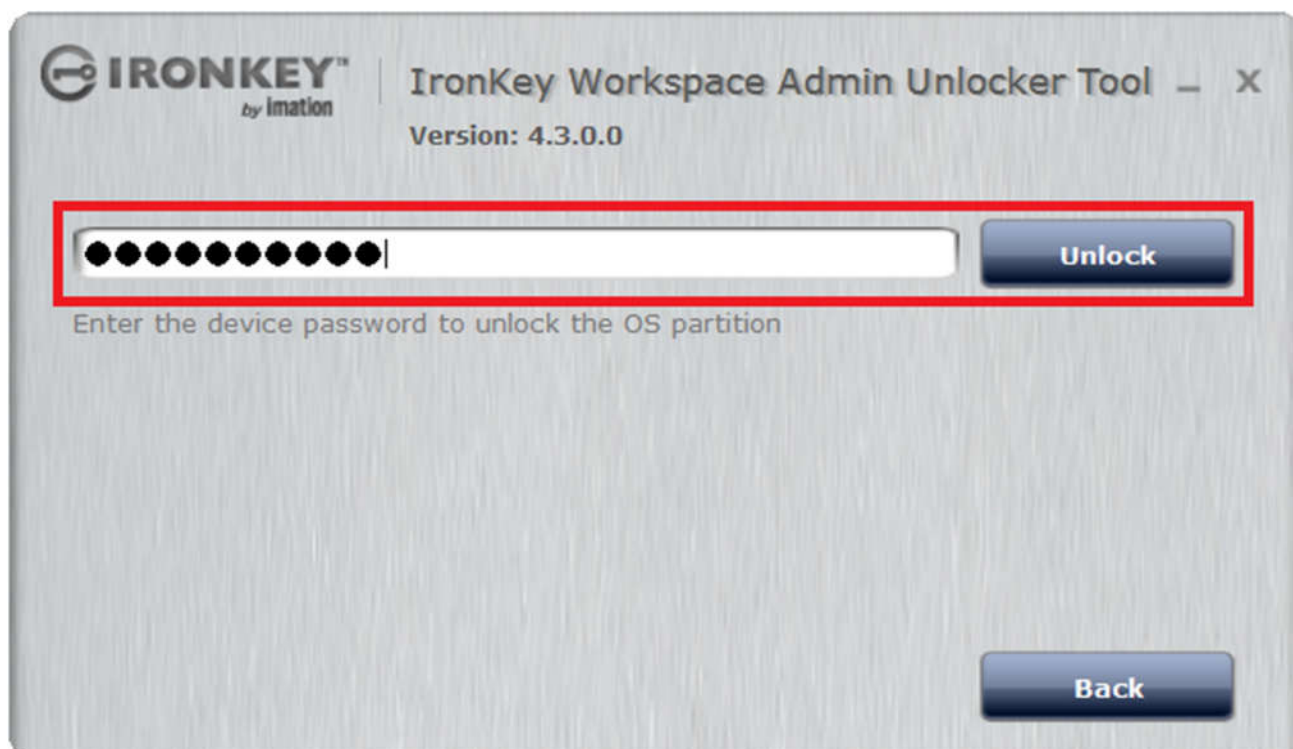 IRONKEY™
by imation
IronKey Workspace Admin Unlocker Tool
Version: 4.3.0.0
●●●●●●●●●●
Unlock
Enter the device password to unlock the OS partition
Back